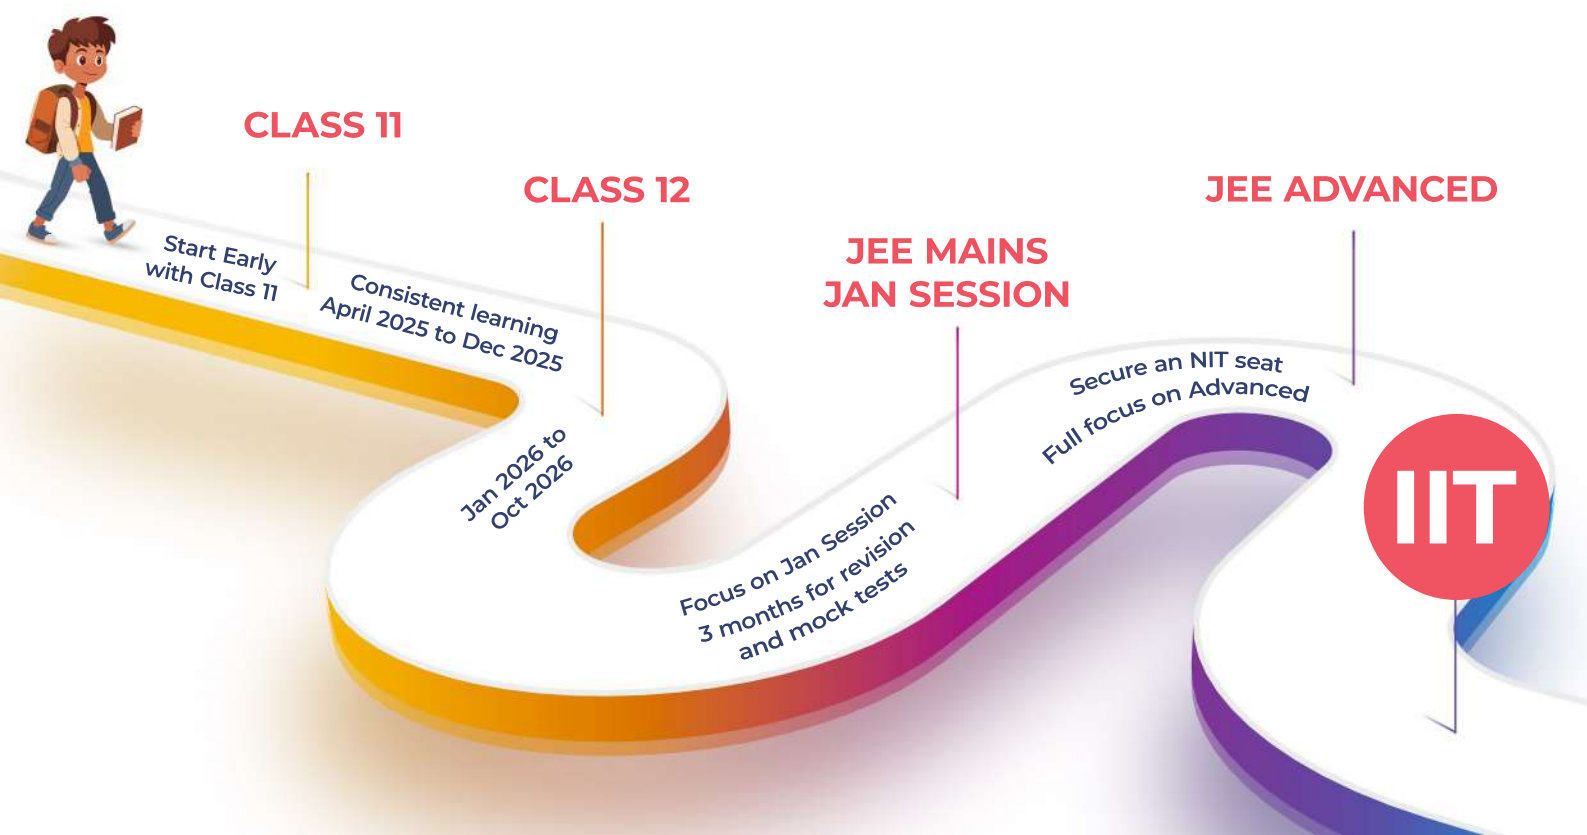 CLASS 11
Start Early
with Class 11
Consistent learning
April 2025 to Dec 2025
CLASS 12
Jan 2026 to
Oct 2026
JEE MAINS
JAN SESSION
Focus on Jan Session
3 months for revision
and mock tests
JEE ADVANCED
Secure an NIT seat
Full focus on Advanced
IIT